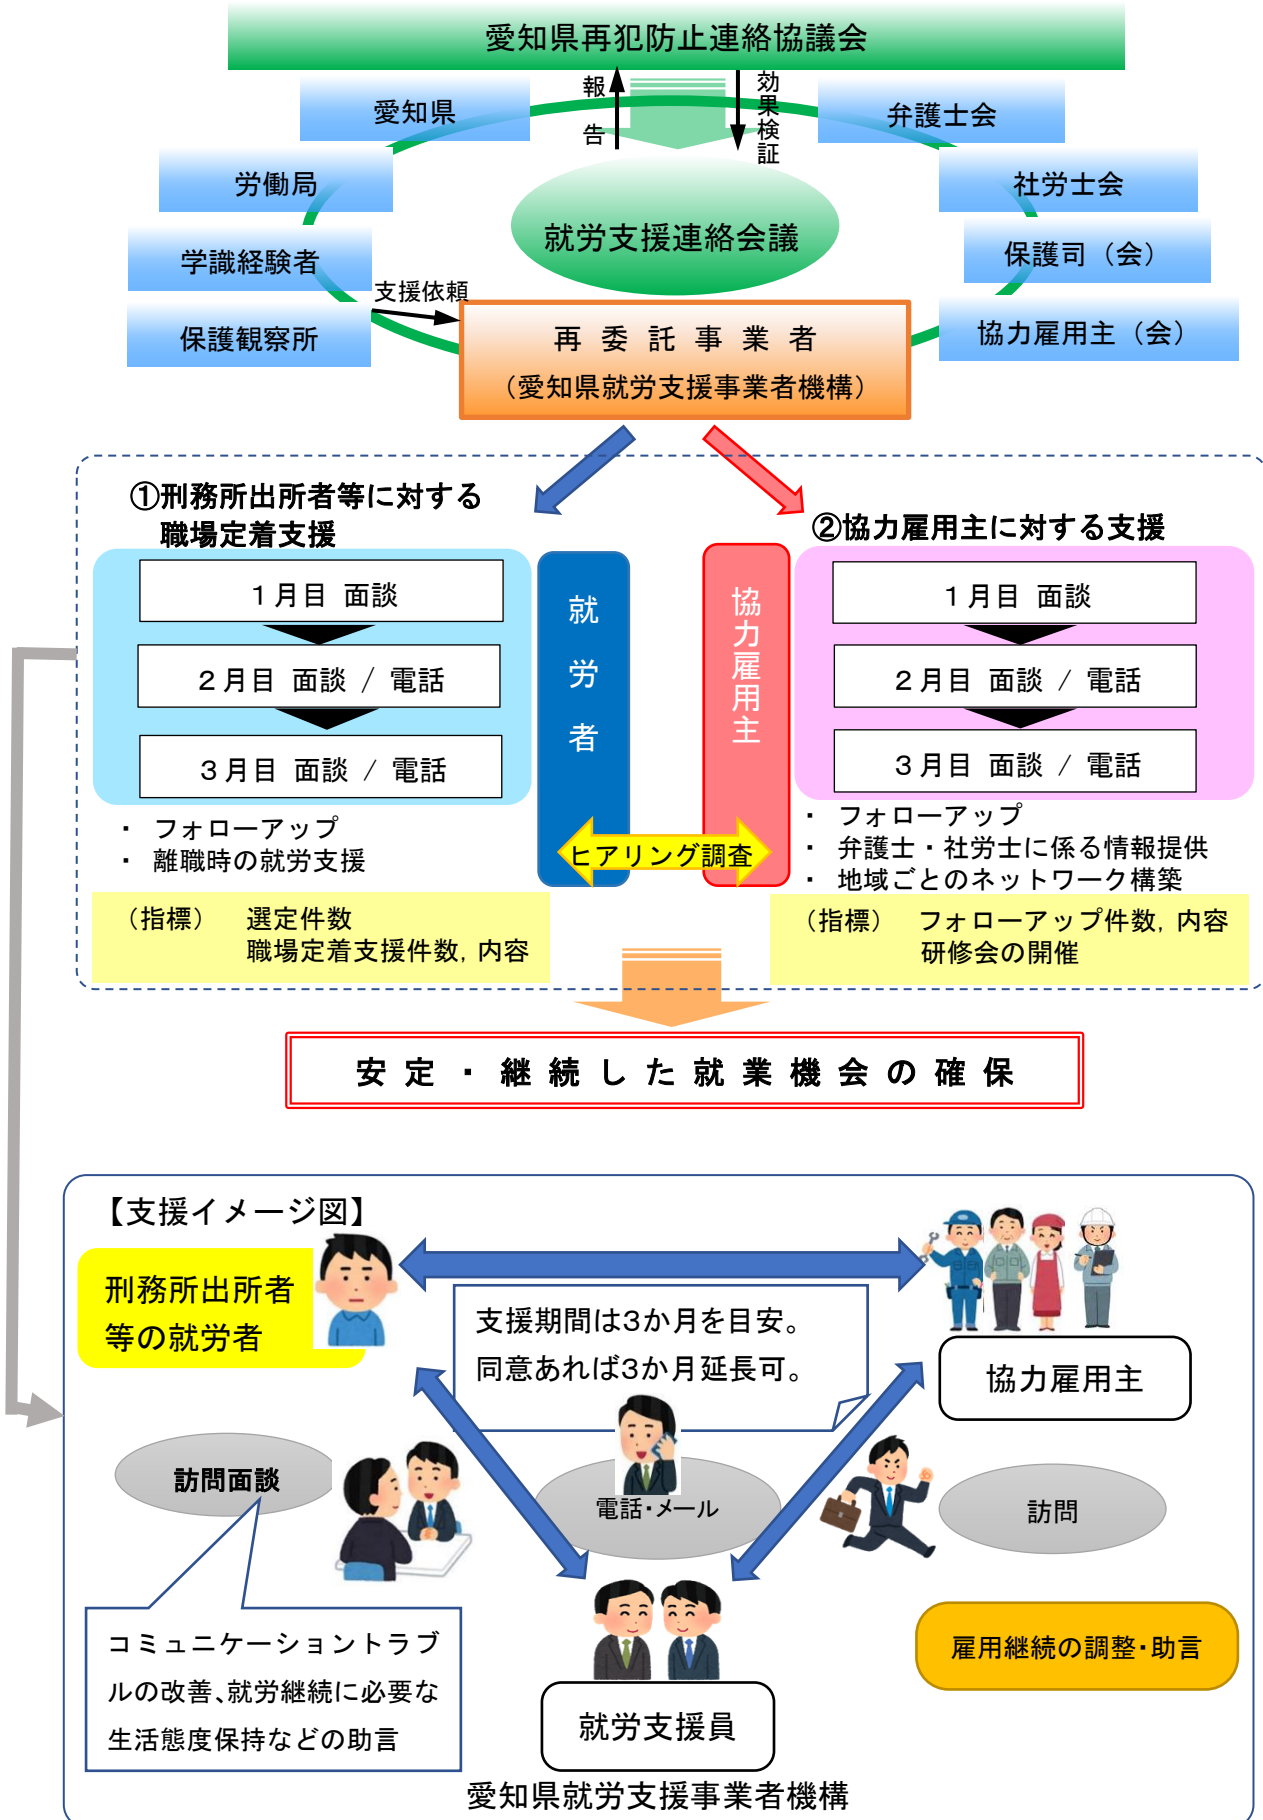 愛知県再犯防止連絡協議会
報告
効果検証
愛知県
弁護士会
労働局
社労士会
就労支援連絡会議
学識経験者
保護司（会）
支援依頼
保護観察所
協力雇用主（会）
再委託事業者
（愛知県就労支援事業者機構）
①刑務所出所者等に対する
職場定着支援
1月目 面談
2月目 面談 / 電話
3月目 面談 / 電話
・ フォローアップ
・ 離職時の就労支援
（指標） 選定件数
職場定着支援件数, 内容
就労者
協力雇用主
ヒアリング調査
②協力雇用主に対する支援
1月目 面談
2月目 面談 / 電話
3月目 面談 / 電話
・ フォローアップ
・ 弁護士・社労士に係る情報提供
・ 地域ごとのネットワーク構築
（指標） フォローアップ件数, 内容
研修会の開催
安定・継続した就業機会の確保
【支援イメージ図】
刑務所出所者
等の就労者
支援期間は3か月を目安。
同意あれば3か月延長可。
協力雇用主
訪問面談
電話・メール
訪問
コミュニケーショントラブ
ルの改善、就労継続に必要な
生活態度保持などの助言
雇用継続の調整・助言
就労支援員
愛知県就労支援事業者機構